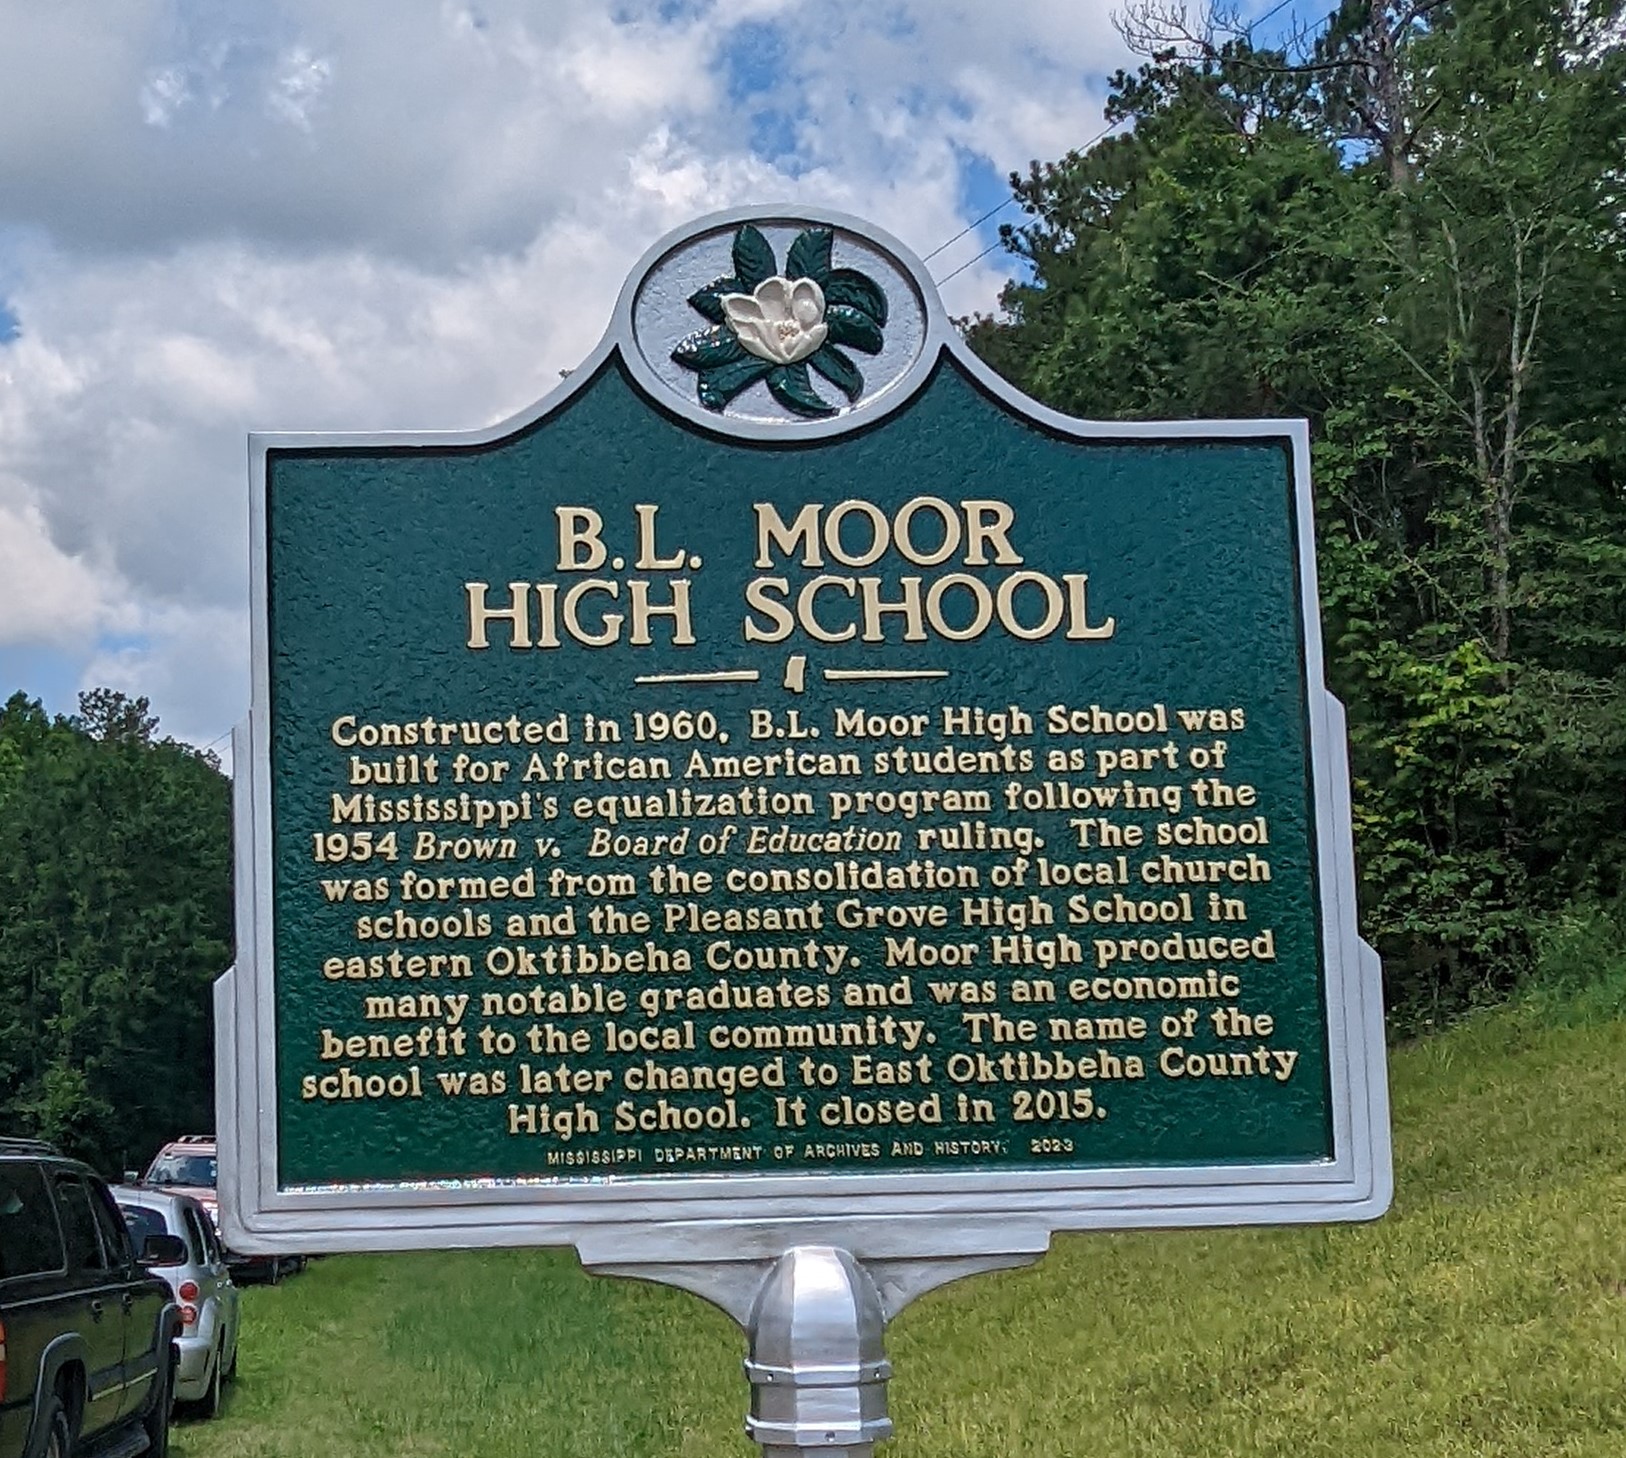 B.L. MOOR
HIGH SCHOOL
Constructed in 1960, B.L. Moor High School was
built for African American students as part of
Mississippi's equalization program following the
1954 Brown v. Board of Education ruling. The school
was formed from the consolidation of local church
schools and the Pleasant Grove High School in
eastern Oktibbeha County. Moor High produced
many notable graduates and was an economic
benefit to the local community. The name of the
school was later changed to East Oktibbeha County
High School. It closed in 2015.
MISSISSIPPI DEPARTMENT OF ARCHIVES AND HISTORY, 2023